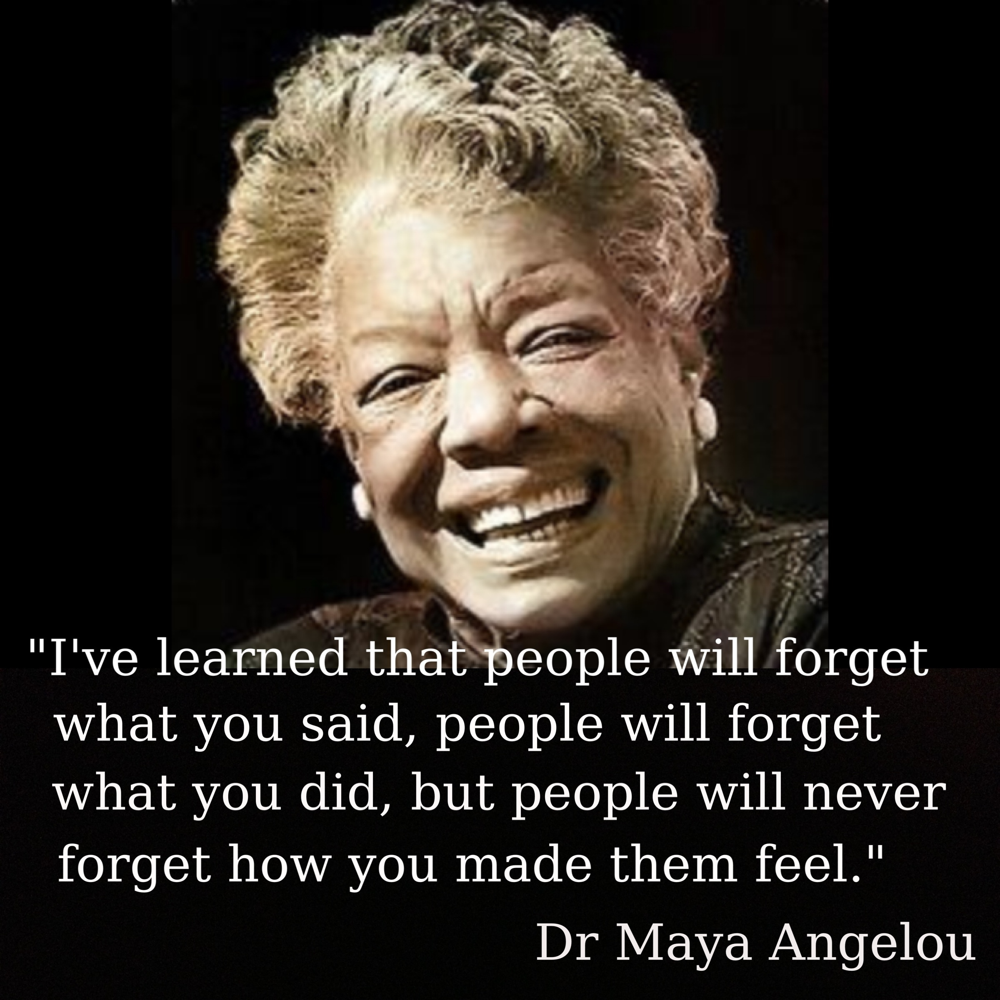 "I've learned that people will forget
what you said, people will forget
what you did, but people will never
forget how you made them feel."
Dr Maya Angelou